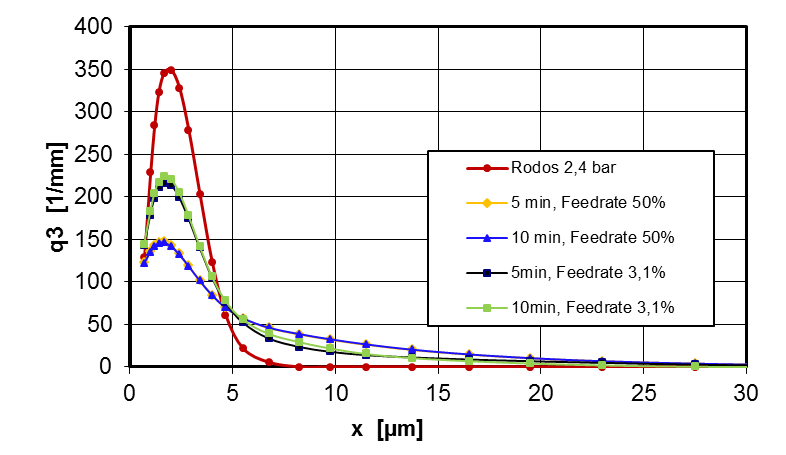 400
350
300
250
200
150
100
50
0
q3 [1/mm]
Rodos 2,4 bar
5 min, Feedrate 50%
10 min, Feedrate 50%
5min, Feedrate 3,1%
10min, Feedrate 3,1%
0 5 10 15 20 25 30
x [µm]